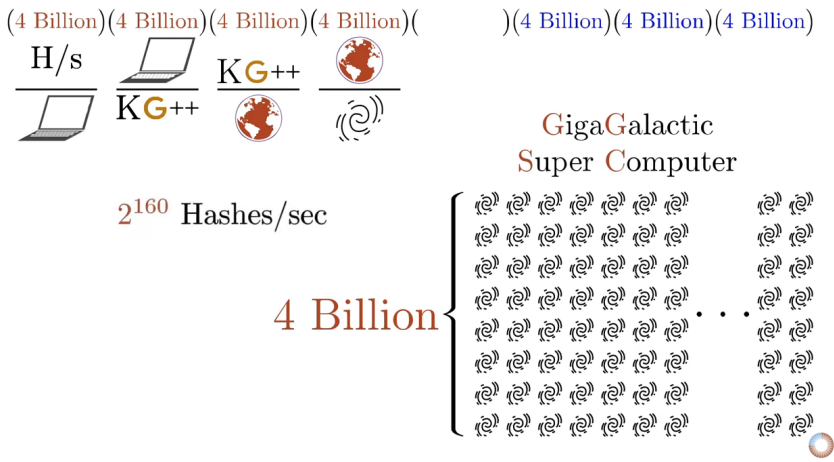 (4 Billion)(4 Billion)(4 Billion)(4 Billion)( )(4 Billion)(4 Billion)(4 Billion)
H/s
KG++
KG++
GigaGalactic
Super Computer
2^160 Hashes/sec
4 Billion
. . .